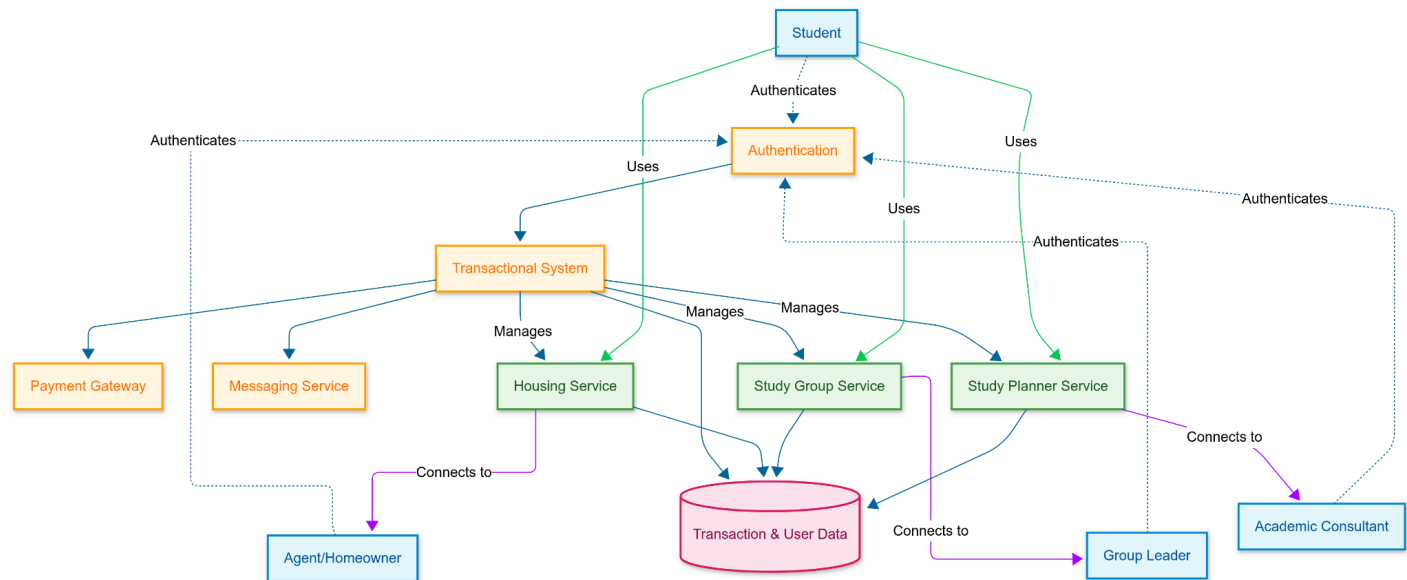 Student
Authenticates
Authenticates
Authentication
Uses
Uses
Authenticates
Uses
Authenticates
Transactional System
Manages
Manages
Manages
Payment Gateway
Messaging Service
Housing Service
Study Group Service
Study Planner Service
Connects to
Connects to
Transaction & User Data
Connects to
Academic Consultant
Agent/Homeowner
Group Leader